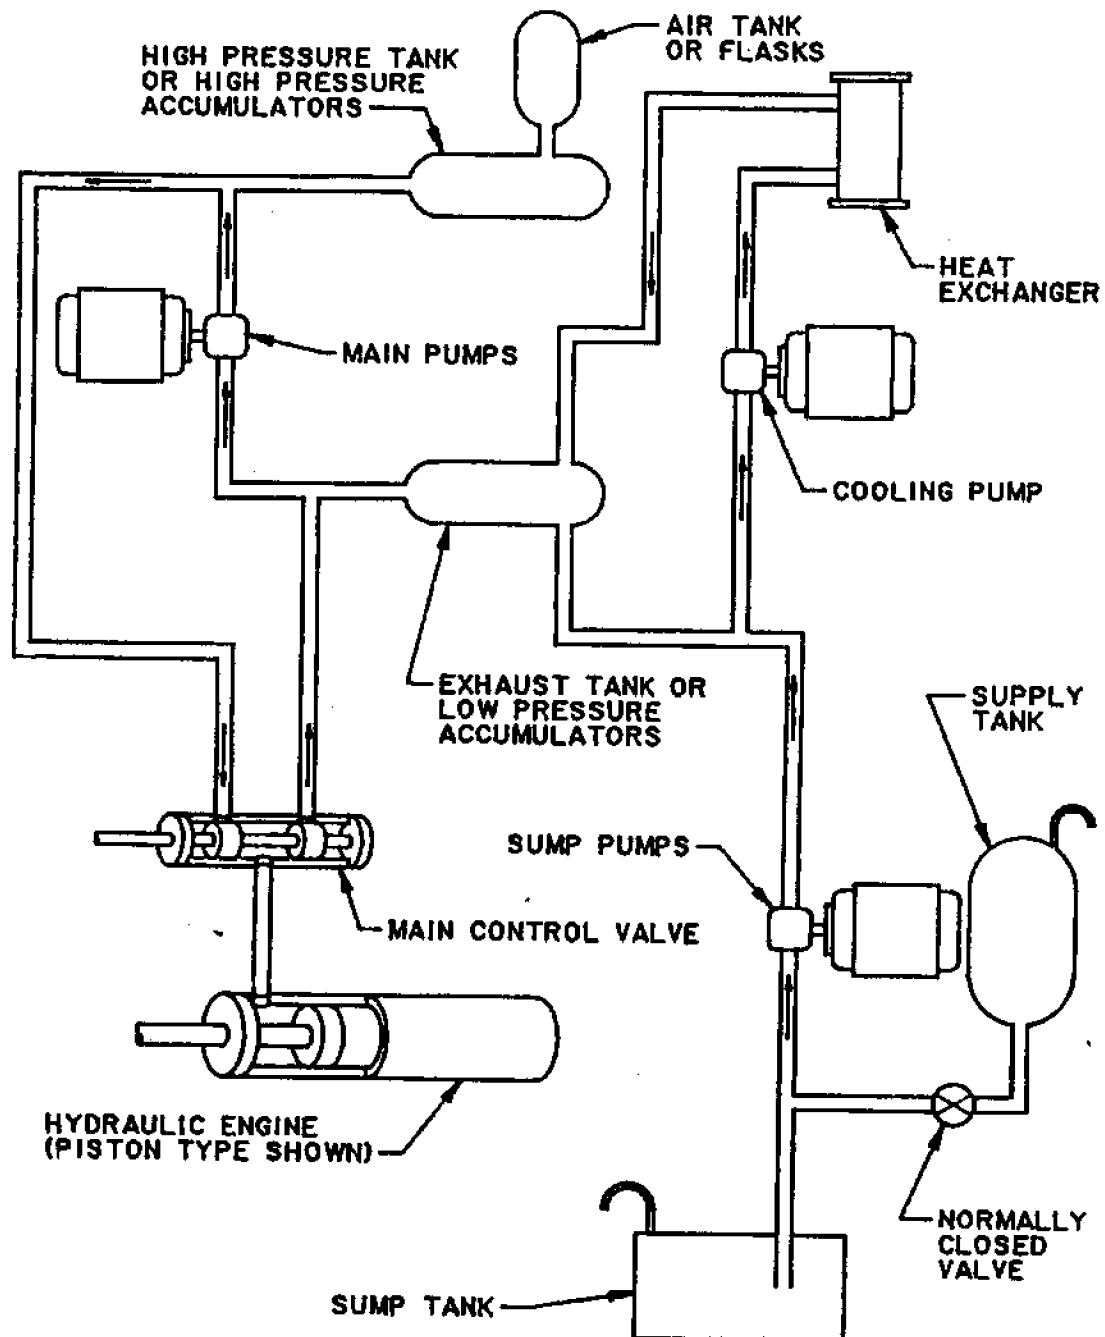 AIR TANK
OR FLASKS
HIGH PRESSURE TANK
OR HIGH PRESSURE
ACCUMULATORS
HEAT
EXCHANGER
MAIN PUMPS
COOLING PUMP
EXHAUST TANK OR
LOW PRESSURE
ACCUMULATORS
SUPPLY
TANK
SUMP PUMPS
MAIN CONTROL VALVE
HYDRAULIC ENGINE
(PISTON TYPE SHOWN)
NORMALLY
CLOSED
VALVE
SUMP TANK